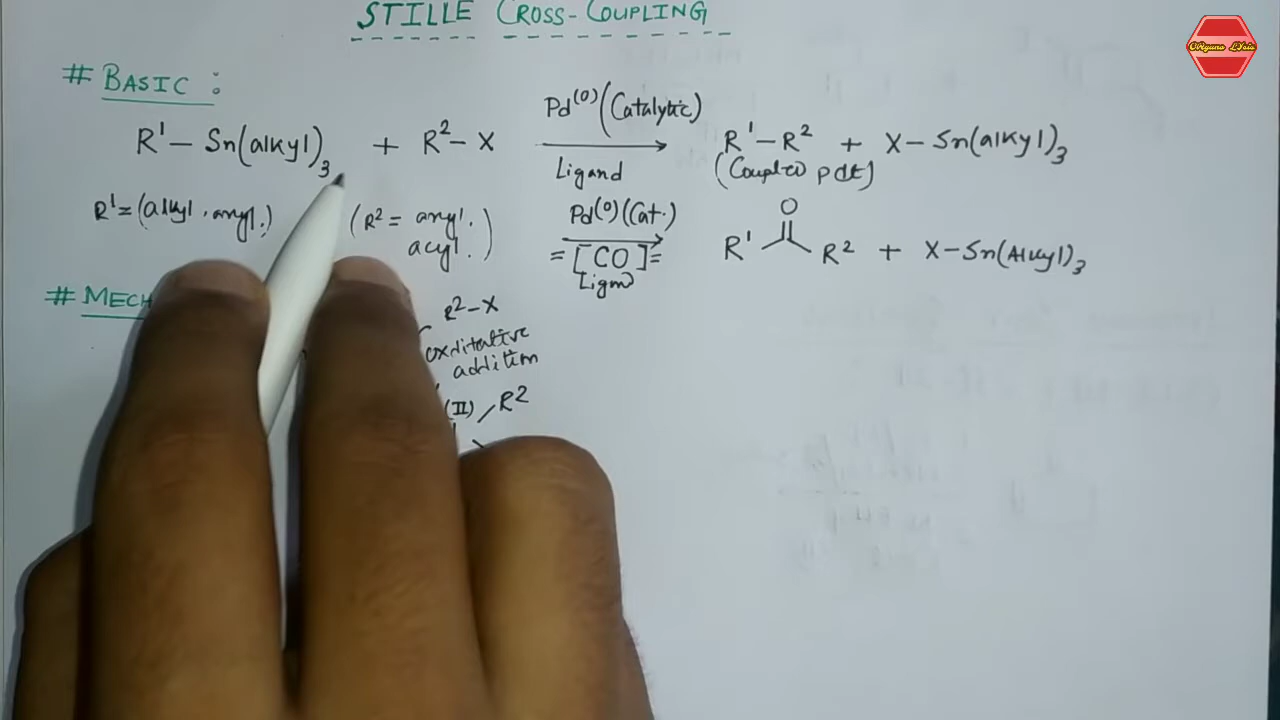 STILLE CROSS-COUPLING
# BASIC :
R¹ – Sn(alkyl)₃ + R² – X
Pd⁽⁰⁾ (Catalytic)
Ligand
R¹ – R² + X – Sn(alkyl)₃
(Coupled pdt)
R¹ = (alkyl, aryl.)
(R² = aryl.
acyl.)
Pd⁽⁰⁾ (Cat.)
= [CO] =
R¹ O R² + X – Sn(Alkyl)₃
# MECH
R² – X
addition
(II) R²